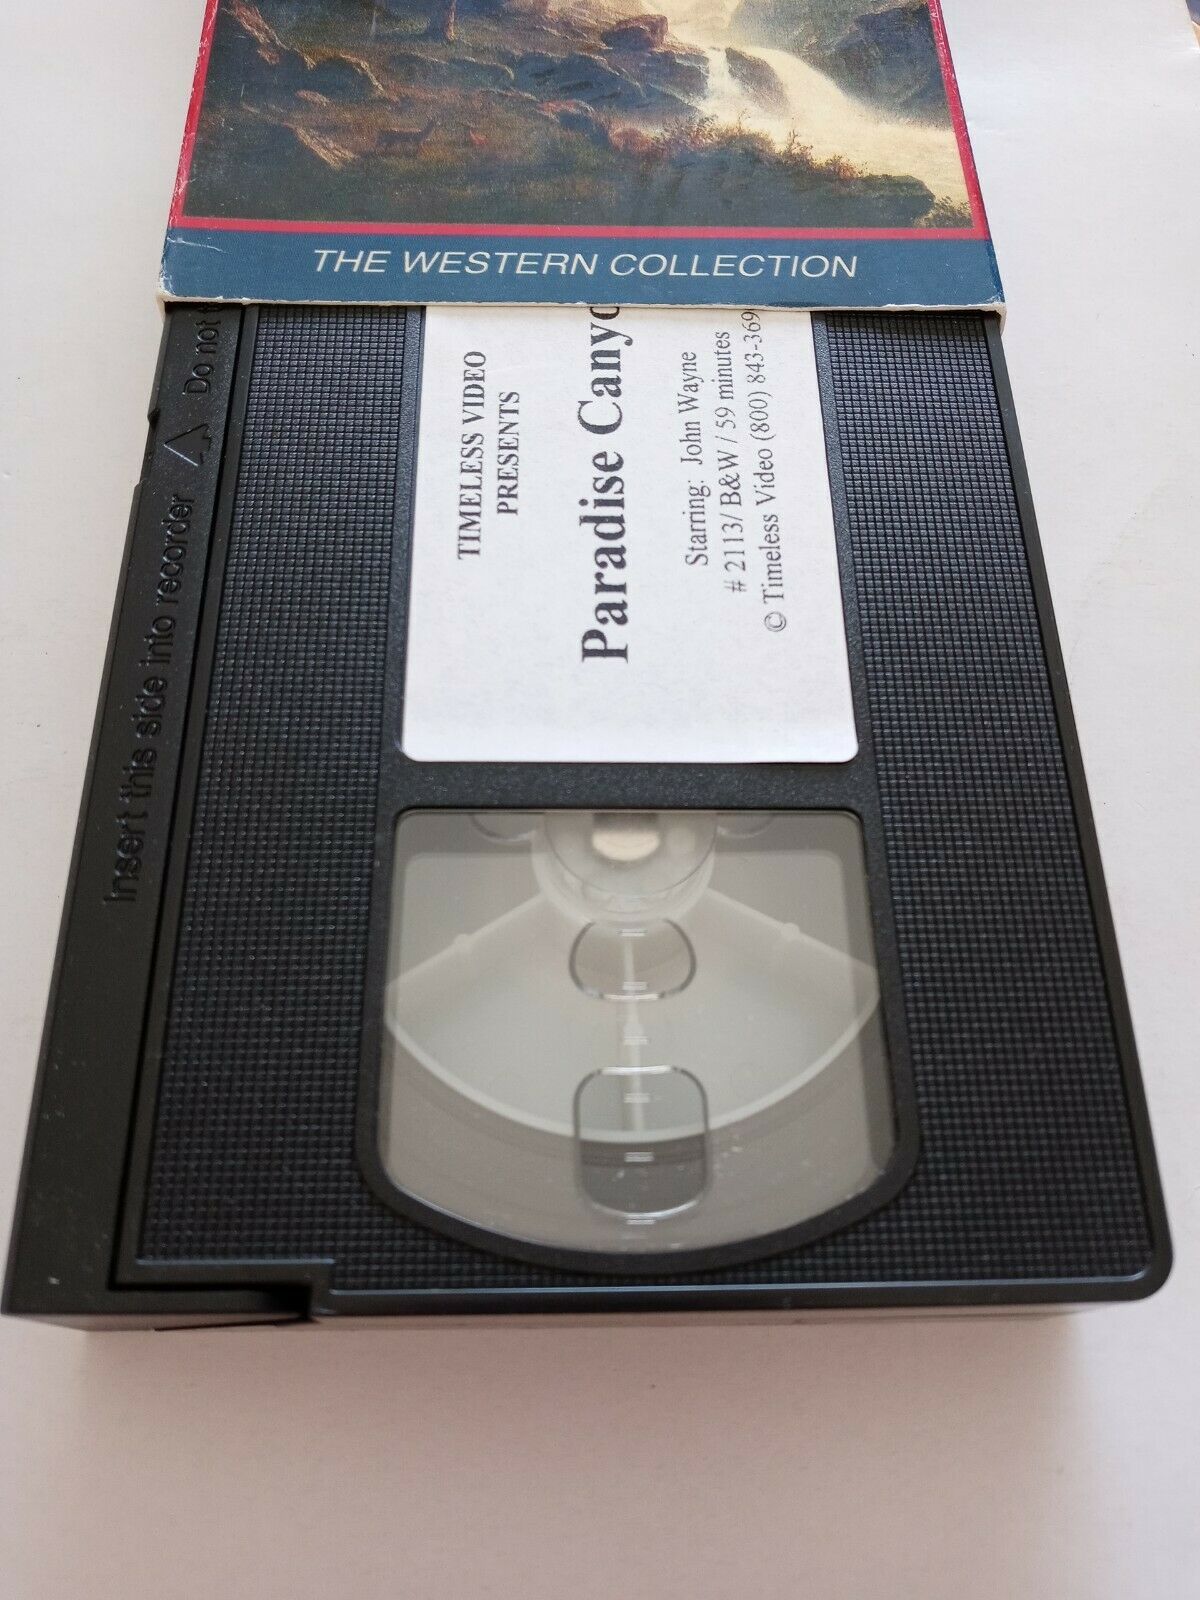 THE WESTERN COLLECTION
TIMELESS VIDEO
PRESENTS
Paradise Canyo
Starring: John Wayne
# 2113/ B&W / 59 minutes
© Timeless Video (800) 843-369
Insert this side into recorder
Do not t